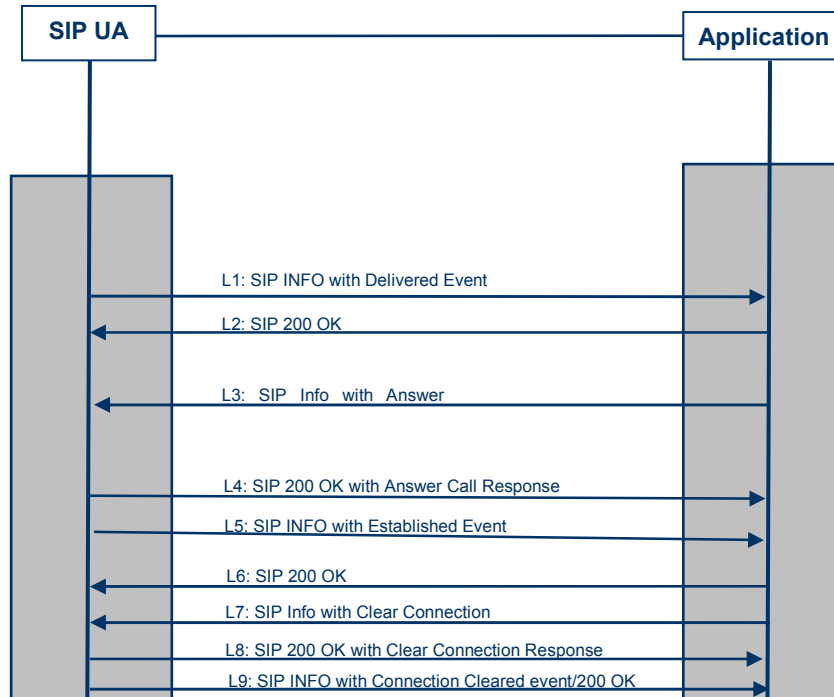 SIP UA
Application
L1: SIP INFO with Delivered Event
L2: SIP 200 OK
L3: SIP Info with Answer
L4: SIP 200 OK with Answer Call Response
L5: SIP INFO with Established Event
L6: SIP 200 OK
L7: SIP Info with Clear Connection
L8: SIP 200 OK with Clear Connection Response
L9: SIP INFO with Connection Cleared event/200 OK